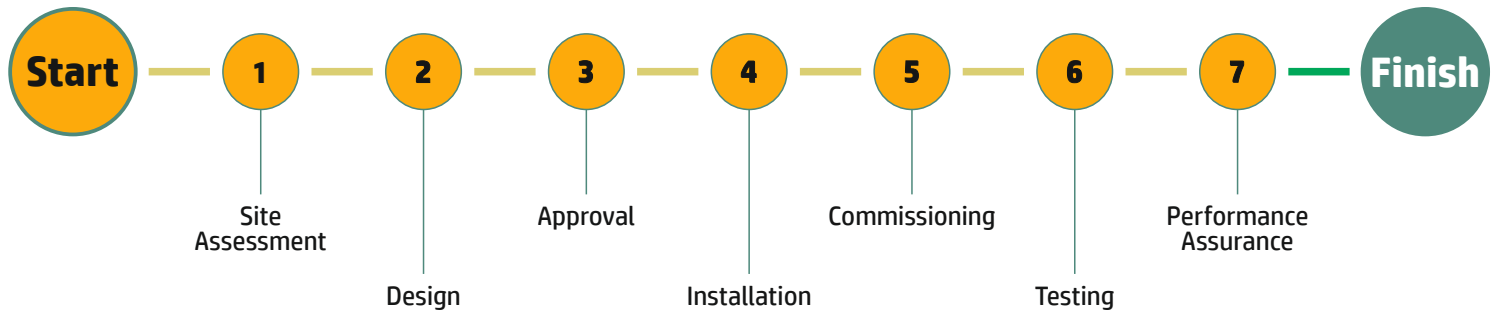 Start
1
2
3
4
5
6
7
Finish
Site
Assessment
Design
Approval
Installation
Commissioning
Testing
Performance
Assurance